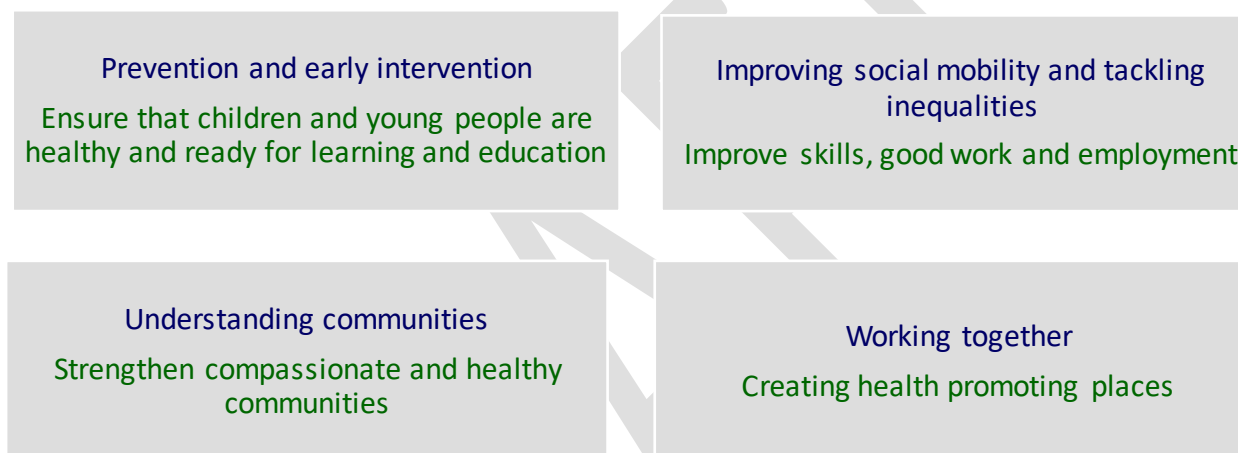 Prevention and early intervention
Ensure that children and young people are
healthy and ready for learning and education
Improving social mobility and tackling
inequalities
Improve skills, good work and employment
Understanding communities
Strengthen compassionate and healthy
communities
Working together
Creating health promoting places